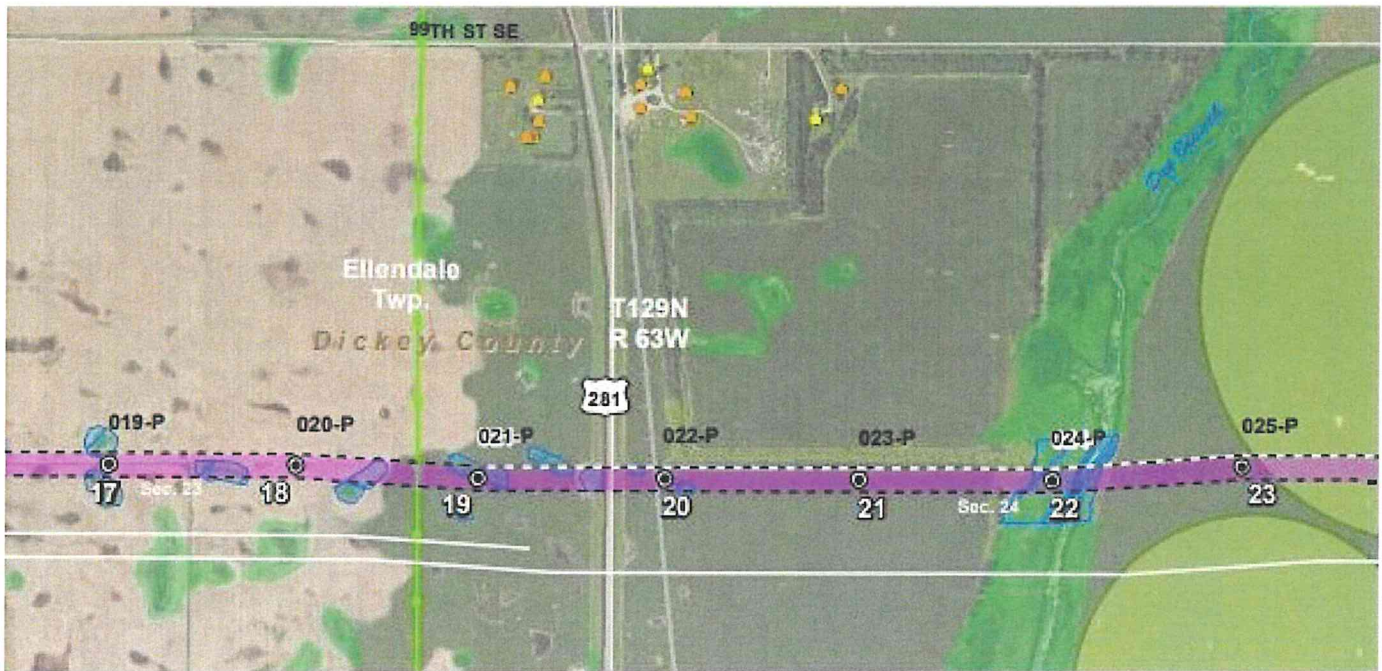 99TH ST SE
Ellendale
Twp.
Dickey County
T129N
R 63W
281
019-P
020-P
021-P
022-P
023-P
024-P
025-P
17
Sec. 23
18
19
20
21
Sec. 24
22
23